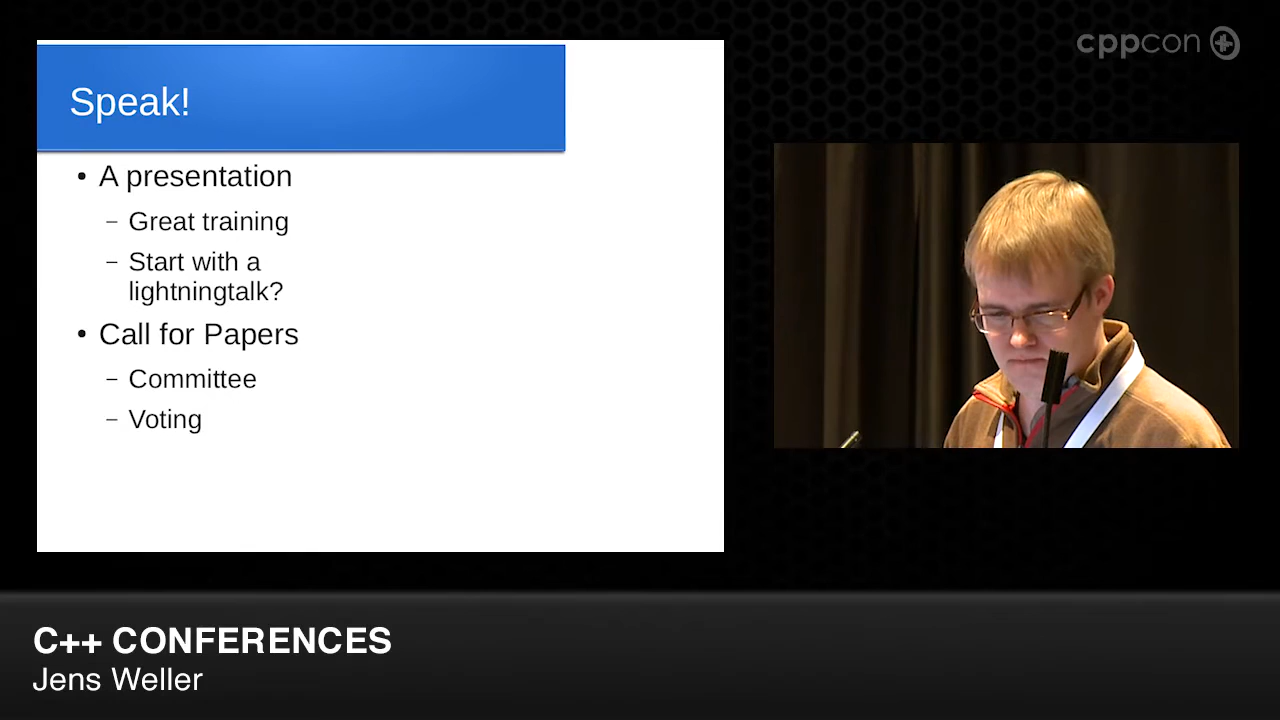 cppcon
Speak!
• A presentation
– Great training
– Start with a
lightningtalk?
• Call for Papers
– Committee
– Voting
C++ CONFERENCES
Jens Weller